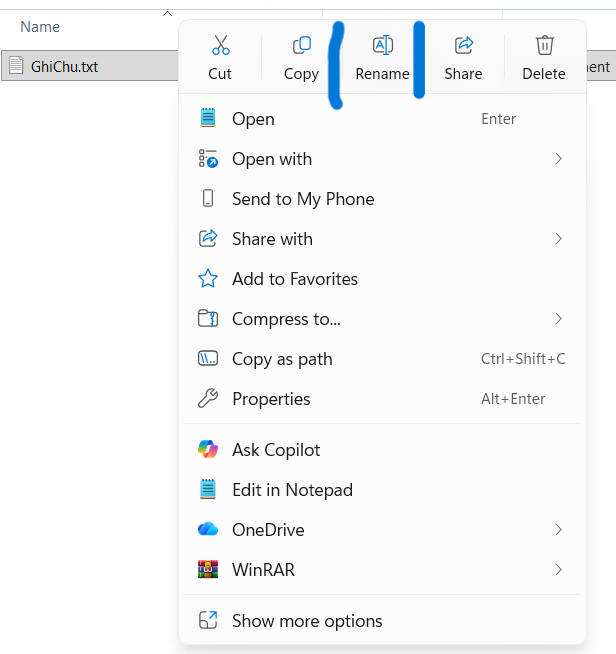 Name
GhiChu.txt
Cut Copy Rename Share Delete
ent
Open Enter
Open with
Send to My Phone
Share with
Add to Favorites
Compress to...
Copy as path Ctrl+Shift+C
Properties Alt+Enter
Ask Copilot
Edit in Notepad
OneDrive
WinRAR
Show more options